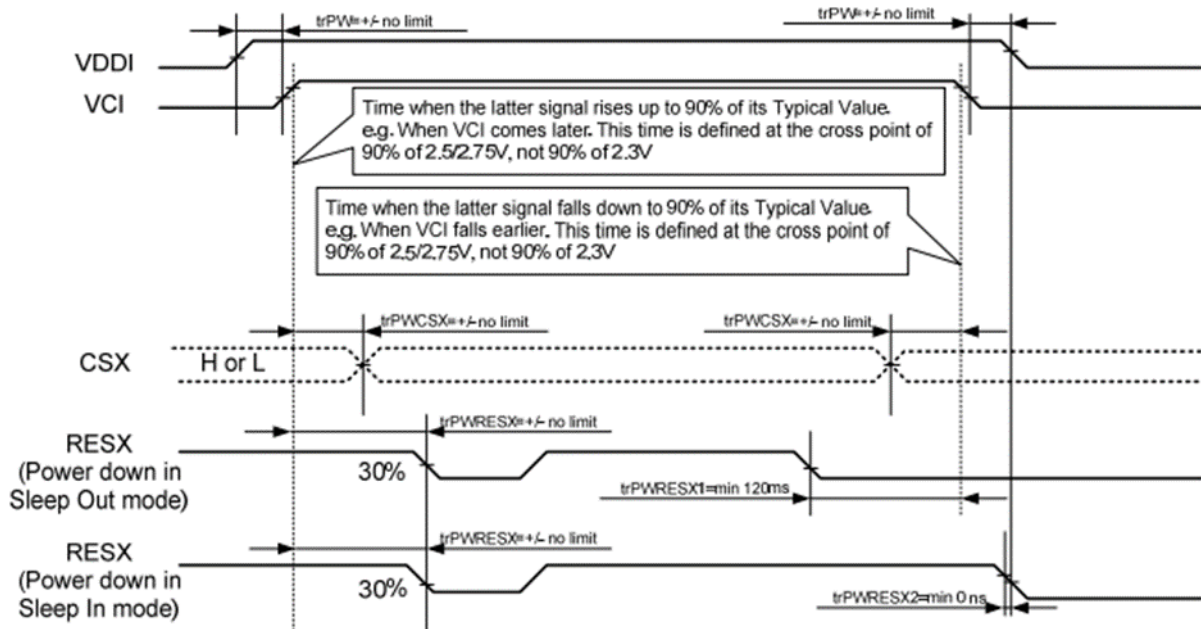 trPW=+/- no limit
trPW=+/- no limit
VDDI
VCI
Time when the latter signal rises up to 90% of its Typical Value.
e.g. When VCI comes later. This time is defined at the cross point of
90% of 2.5/2.75V, not 90% of 2.3V
Time when the latter signal falls down to 90% of its Typical Value.
e.g. When VCI falls earlier. This time is defined at the cross point of
90% of 2.5/2.75V, not 90% of 2.3V
trPWCSX=+/- no limit
trPWCSX=+/- no limit
CSX
H or L
trPWRESX=+/- no limit
RESX
(Power down in
Sleep Out mode)
30%
trPWRESX1=min 120ms
trPWRESX=+/- no limit
RESX
(Power down in
Sleep In mode)
30%
trPWRESX2=min 0 ns